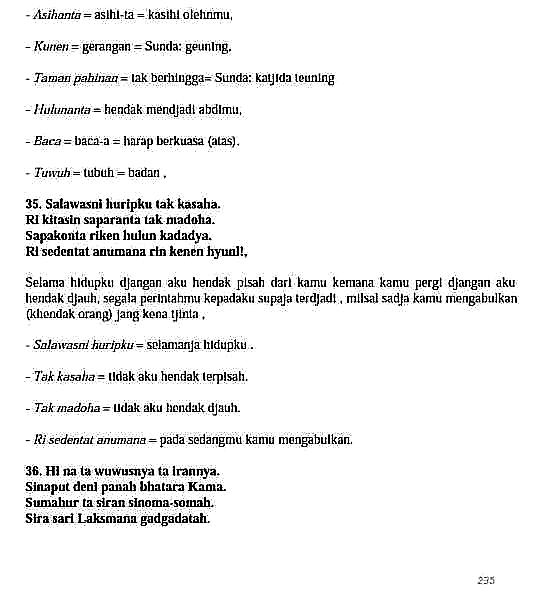 - Asihanta = asihi-ta = kasihi olehnmu,
- Kunen = gerangan = Sunda: geuning,
- Taman pahinan = tak berhingga= Sunda: katjida teuning
- Hulunanta = hendak mendjadi abdimu,
- Baca = baca-a = harap berkuasa (atas).
- Tuwuh = tubuh = badan ,
35. Salawasni huripku tak kasaha.
Ri kitasin saparanta tak madoha.
Sapakonta riken hulun kadadya.
Ri sedentat anumana rin kenen hyunl!,
Selama hidupku djangan aku hendak pisah dari kamu kemana kamu pergi djangan aku
hendak djauh, segala perintahmu kepadaku supaja terdjadi , milsal sadja kamu mengabulkan
(khendak orang) jang kena tjinta ,
- Salawasni huripku = selamanja hidupku .
- Tak kasaha = tidak aku hendak terpisah.
- Tak madoha = tidak aku hendak djauh.
- Ri sedentat anumana = pada sedangmu kamu mengabulkan.
36. Hi na ta wuwusnya ta irannya.
Sinaput deni panah bhatara Kama.
Sumahur ta siran sinoma-somah.
Sira sari Laksmana gadgadatah.
235